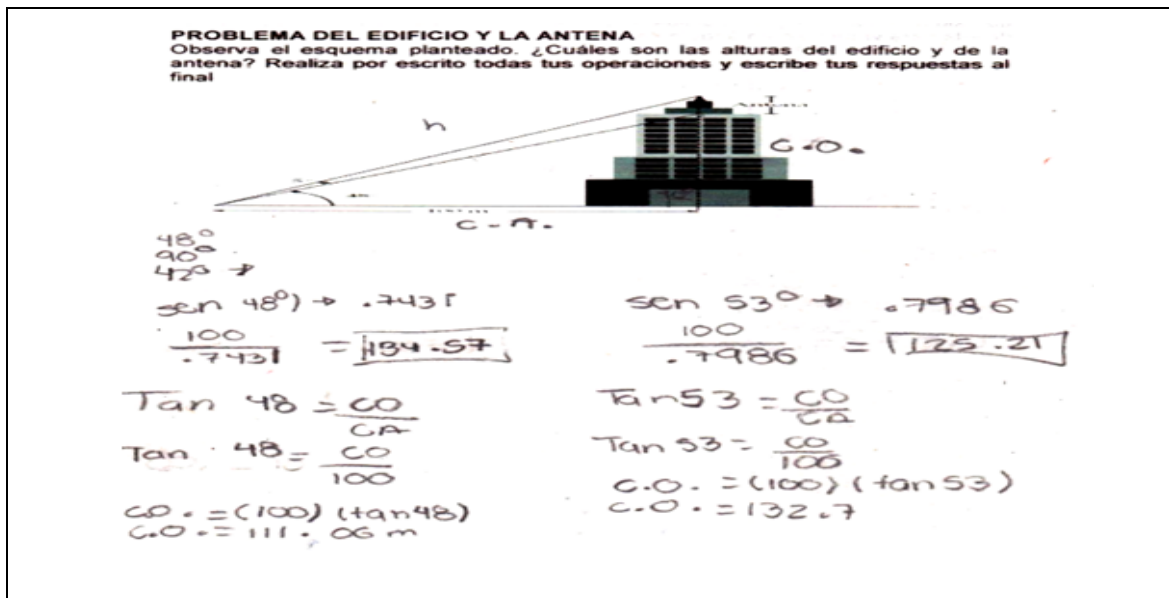 PROBLEMA DEL EDIFICIO Y LA ANTENA
Observa el esquema planteado. ¿Cuáles son las alturas del edificio y de la
antena? Realiza por escrito todas tus operaciones y escribe tus respuestas al
final
h
C.O.
C.A.
48°
90°
42° →
sen 48°) → .7431
100
.7431
= 134.57
Tan 48 = CO
CA
Tan 48 = CO
100
CO. = (100) (tan 48)
C.O. = 111.06 m
sen 53° → .7986
100
.7986
= 125.21
Tan 53 = CO
CA
Tan 53 = CO
100
C.O. = (100) (tan 53)
C.O. = 132.7